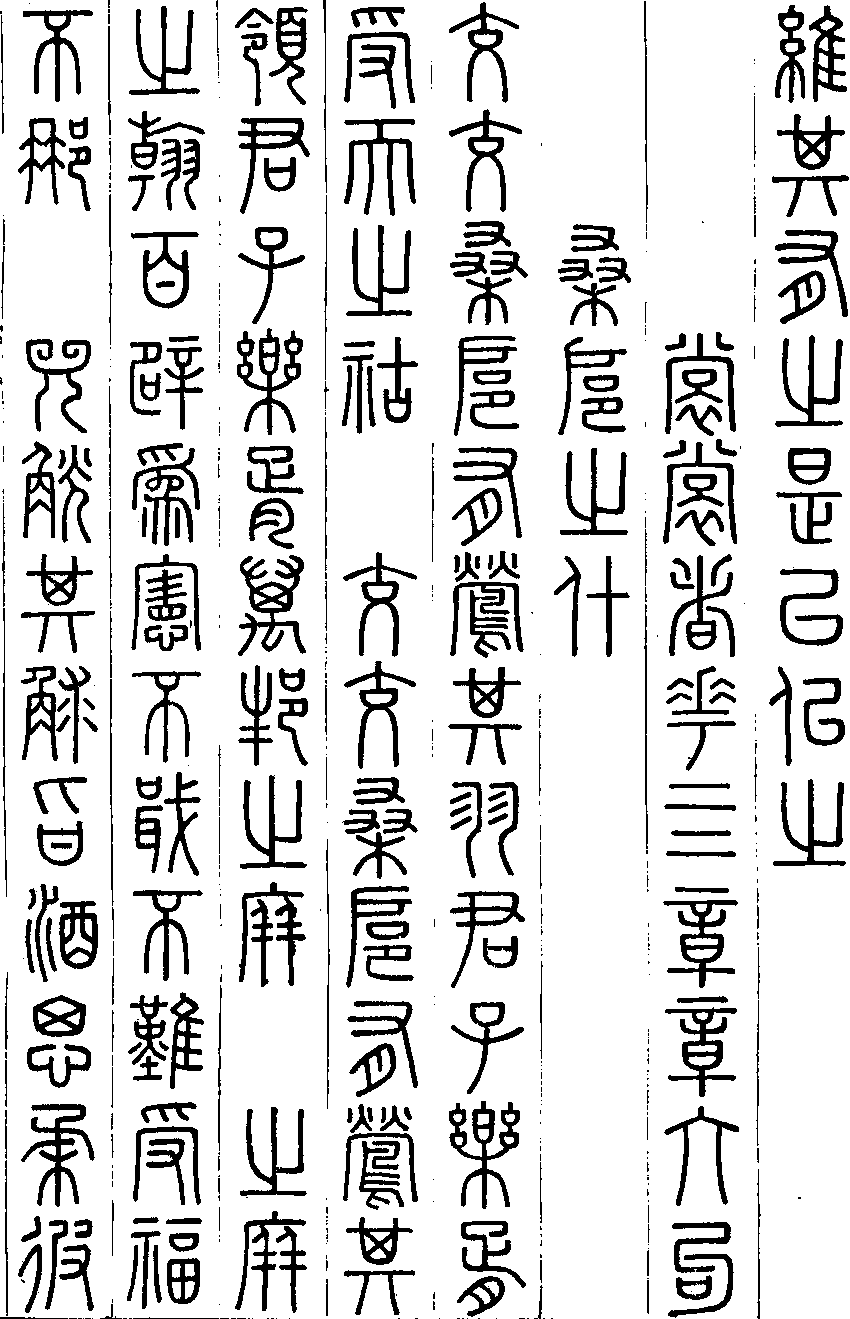 維其有之是以似之
裳裳者華亖章章六句
桑扈之什
交交桑扈有鶯其羽君子樂胥
受天之祜　交交桑扈有鶯其
領君子樂胥萬邦之屏　之屏
之翰百辟為憲不戢不難受福
不那　兕觥其觩旨酒思柔彼